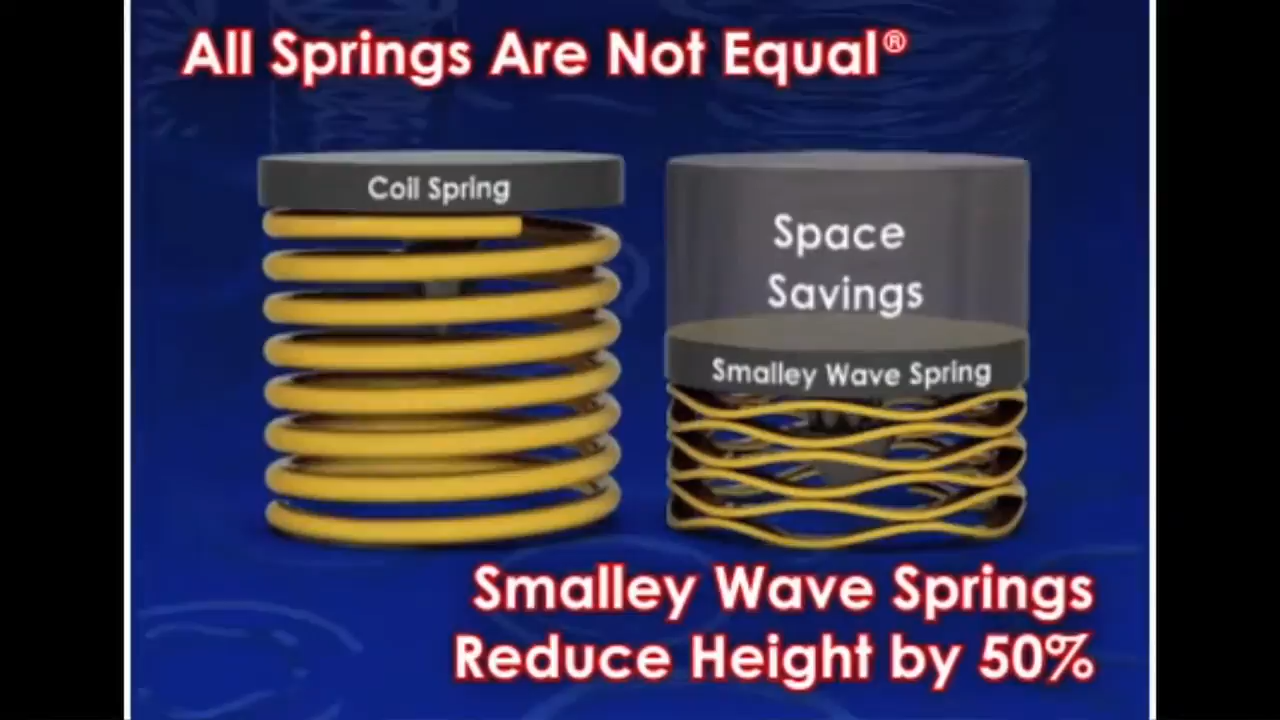 All Springs Are Not Equal®
Coil Spring
Space
Savings
Smalley Wave Spring
Smalley Wave Springs
Reduce Height by 50%